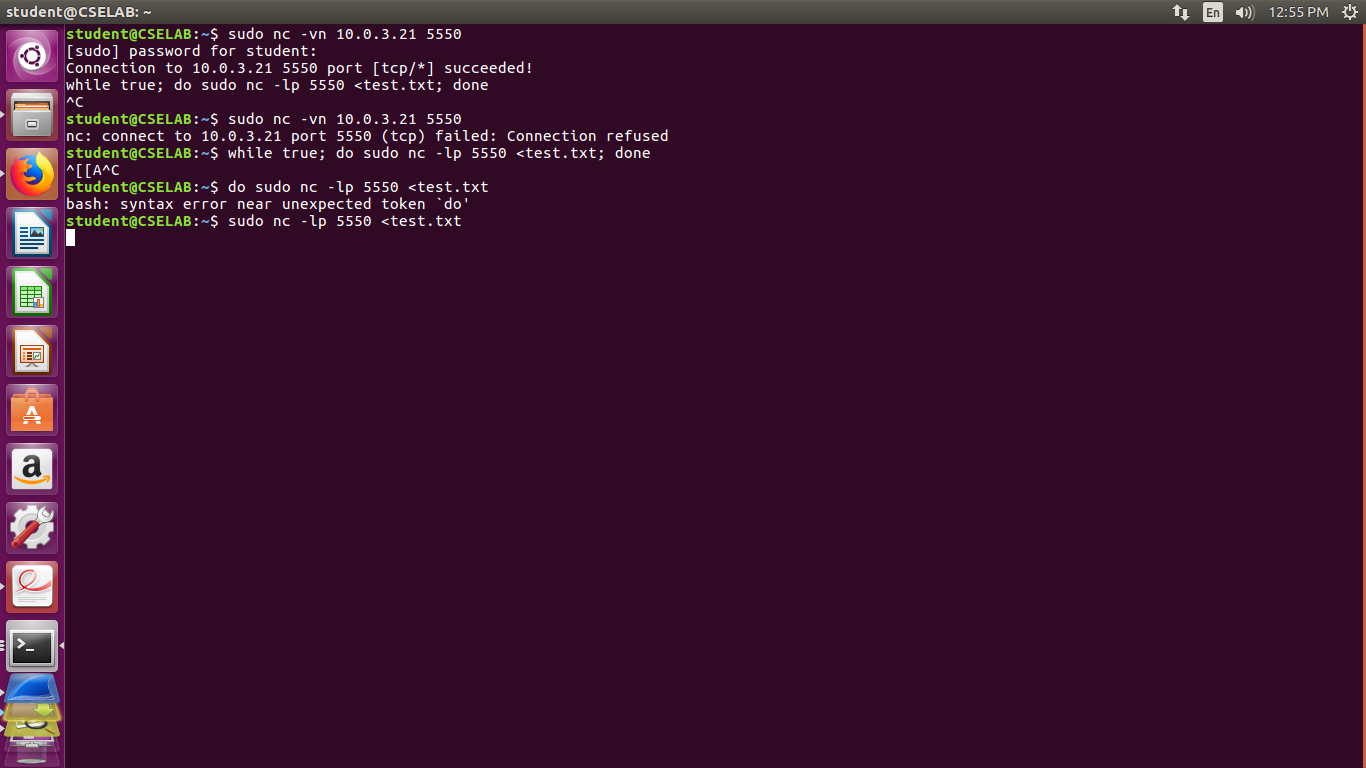 student@CSELAB: ~
En
12:55 PM
student@CSELAB:~$ sudo nc -vn 10.0.3.21 5550
[sudo] password for student:
Connection to 10.0.3.21 5550 port [tcp/*] succeeded!
while true; do sudo nc -lp 5550 <test.txt; done
^C
student@CSELAB:~$ sudo nc -vn 10.0.3.21 5550
nc: connect to 10.0.3.21 port 5550 (tcp) failed: Connection refused
student@CSELAB:~$ while true; do sudo nc -lp 5550 <test.txt; done
^[[A^C
student@CSELAB:~$ do sudo nc -lp 5550 <test.txt
bash: syntax error near unexpected token `do'
student@CSELAB:~$ sudo nc -lp 5550 <test.txt